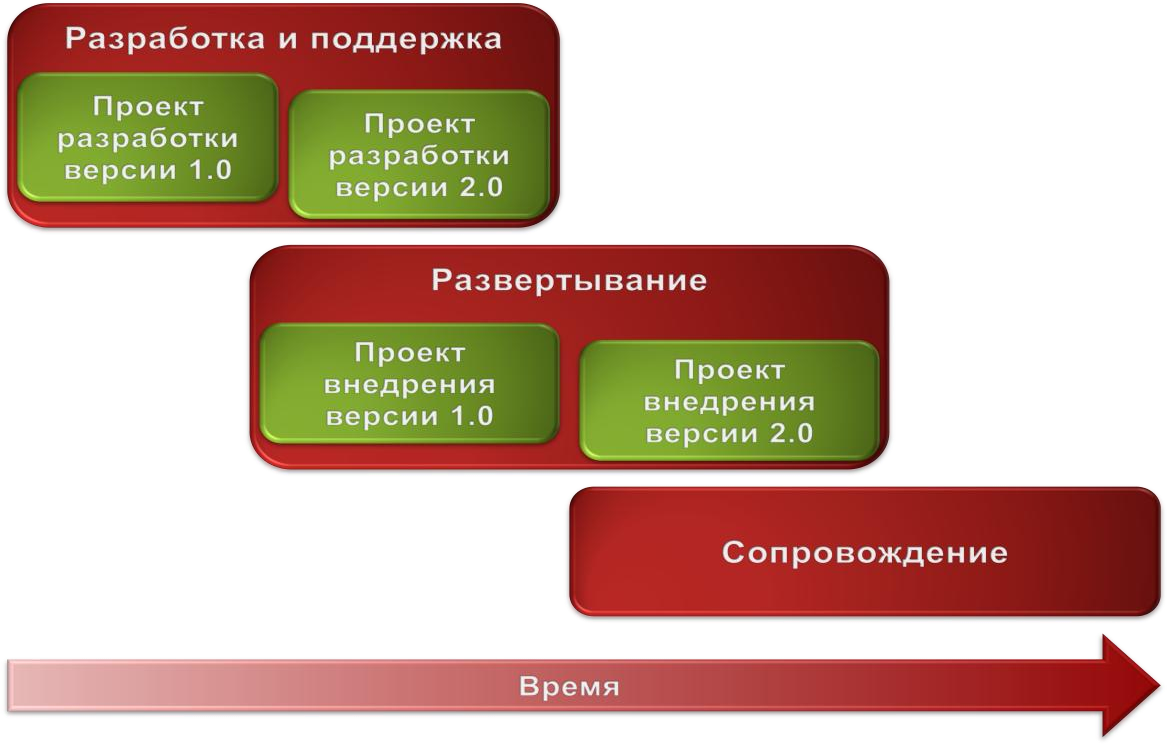 Разработка и поддержка
Проект
разработки
версии 1.0
Проект
разработки
версии 2.0
Развертывание
Проект
внедрения
версии 1.0
Проект
внедрения
версии 2.0
Сопровождение
Время